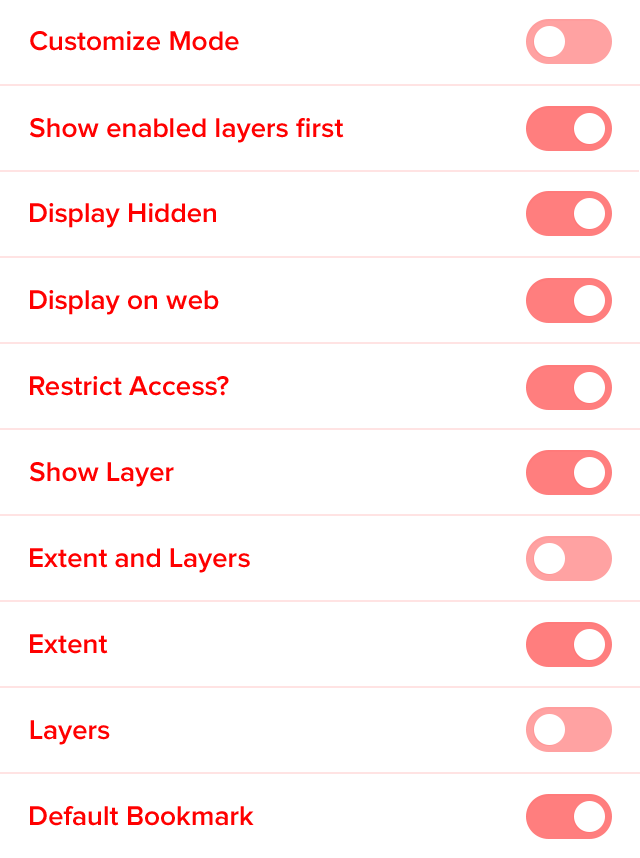 Customize Mode
Show enabled layers first
Display Hidden
Display on web
Restrict Access?
Show Layer
Extent and Layers
Extent
Layers
Default Bookmark